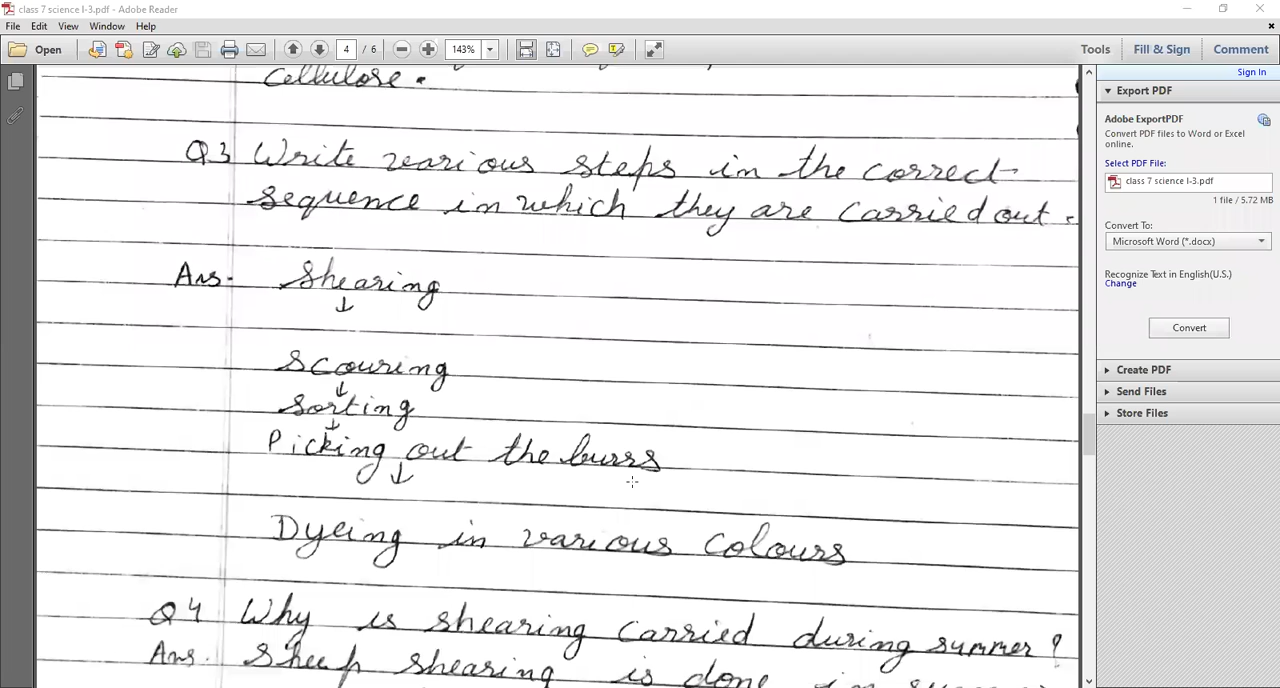 class 7 science I-3.pdf - Adobe Reader
File Edit View Window Help
Open 4 / 6 143% Tools Fill & Sign Comment
Sign In
Export PDF
Adobe ExportPDF
Convert PDF files to Word or Excel
online.
Select PDF File:
class 7 science I-3.pdf
1 file / 5.72 MB
Convert To:
Microsoft Word (*.docx)
Recognize Text in English(U.S.)
Change
Convert
Create PDF
Send Files
Store Files
Cellulose.
Q3 Write vearious steps in the correct
sequence in which they are carried out.
Ans. Shearing
↓
Scouring
↓
Sorting
↓
Picking out the burrs
↓
Dyeing in various colours
Q4 Why is shearing carried during summer?
Ans. Sheep shearing is done in